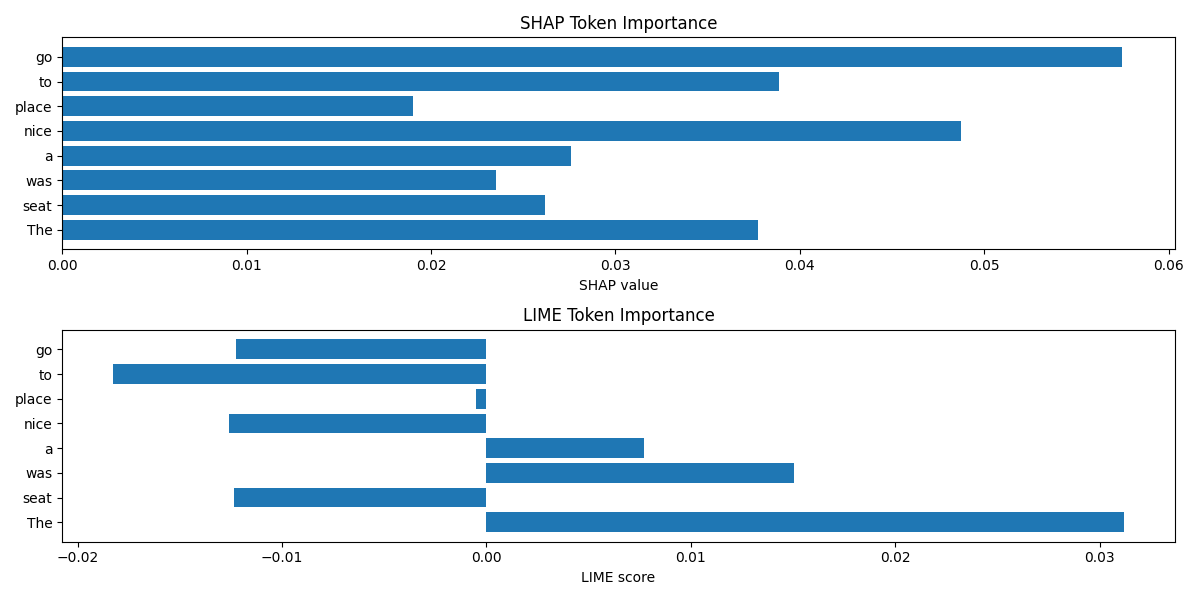 SHAP Token Importance
go
to
place
nice
a
was
seat
The
0.00 0.01 0.02 0.03 0.04 0.05 0.06
SHAP value
LIME Token Importance
go
to
place
nice
a
was
seat
The
−0.02 −0.01 0.00 0.01 0.02 0.03
LIME score